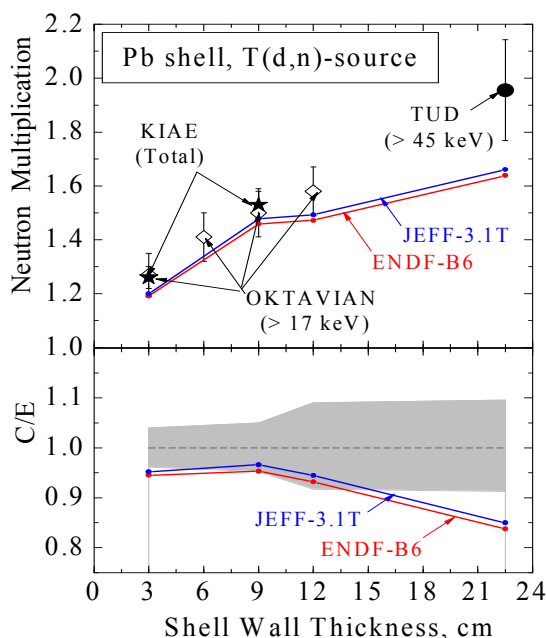 Pb shell, T(d,n)-source
Neutron Multiplication
2.2
2.0
1.8
1.6
1.4
1.2
1.0
KIAE
(Total)
TUD
(> 45 keV)
JEFF-3.1T
ENDF-B6
OKTAVIAN
(> 17 keV)
C/E
1.1
1.0
0.9
0.8
JEFF-3.1T
ENDF-B6
0 3 6 9 12 15 18 21 24
Shell Wall Thickness, cm